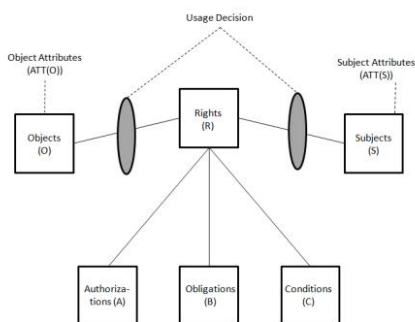 Usage Decision
Object Attributes
(ATT(O))
Subject Attributes
(ATT(S))
Rights
(R)
Objects
(O)
Subjects
(S)
Authoriza-
tions (A)
Obligations
(B)
Conditions
(C)